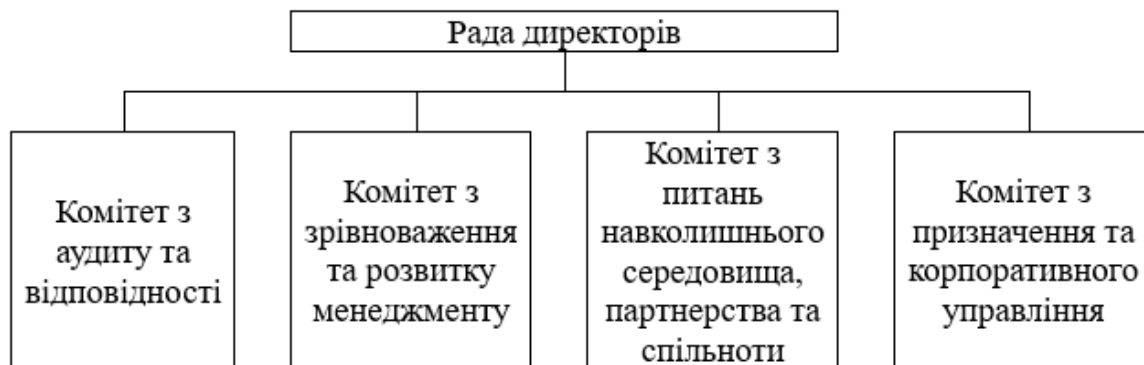 Рада директорів
Комітет з
аудиту та
відповідності
Комітет з
зрівноваження
та розвитку
менеджменту
Комітет з
питань
навколишнього
середовища,
партнерства та
спільноти
Комітет з
призначення та
корпоративного
управління